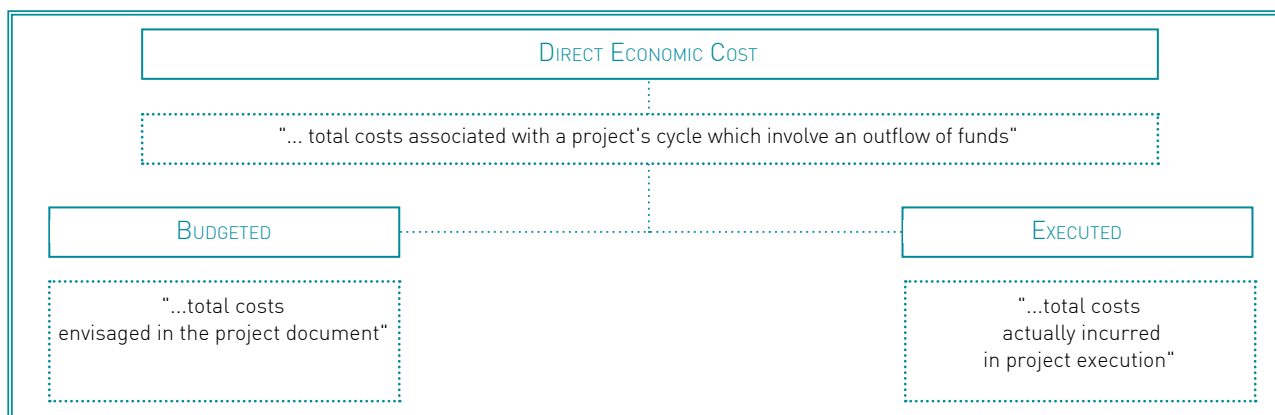 DIRECT ECONOMIC COST
"... total costs associated with a project's cycle which involve an outflow of funds"
BUDGETED
EXECUTED
"...total costs
envisaged in the project document"
"...total costs
actually incurred
in project execution"